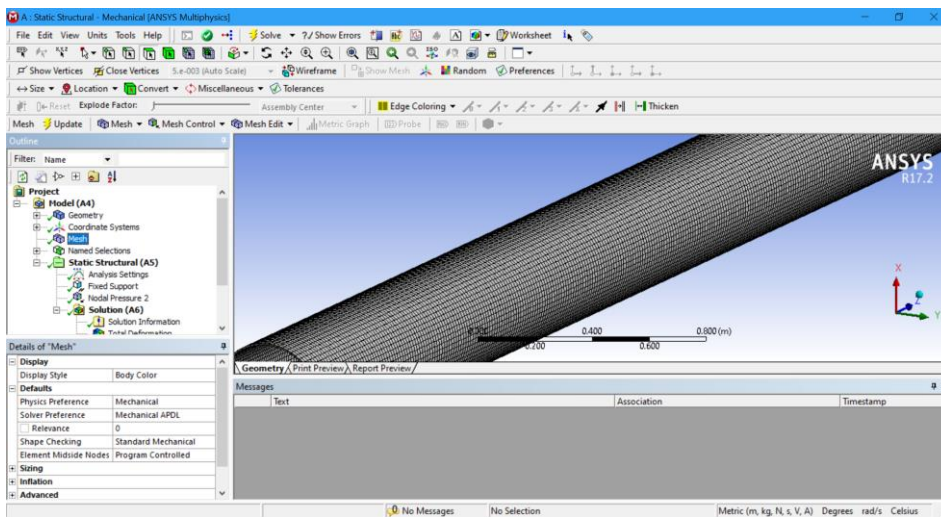 A : Static Structural - Mechanical [ANSYS Multiphysics]
File Edit View Units Tools Help Solve ?/ Show Errors Worksheet
Show Vertices Close Vertices 5.e-003 (Auto Scale) Wireframe Show Mesh Random Preferences
Size Location Convert Miscellaneous Tolerances
Reset Explode Factor: Assembly Center Edge Coloring Thicken
Mesh Update Mesh Mesh Control Mesh Edit Metric Graph Probe
Outline
Filter: Name
Project
Model (A4)
Geometry
Coordinate Systems
Mesh
Named Selections
Static Structural (A5)
Analysis Settings
Fixed Support
Nodal Pressure 2
Solution (A6)
Solution Information
Total Deformation
ANSYS
R17.2
X
Z
Y
0.400 0.800 (m)
0.200 0.600
Details of "Mesh"
Display
Display Style Body Color
Defaults
Physics Preference Mechanical
Solver Preference Mechanical APDL
Relevance 0
Shape Checking Standard Mechanical
Element Midside Nodes Program Controlled
Sizing
Inflation
Advanced
Geometry Print Preview Report Preview
Messages
Text Association Timestamp
No Messages No Selection Metric (m, kg, N, s, V, A) Degrees rad/s Celsius